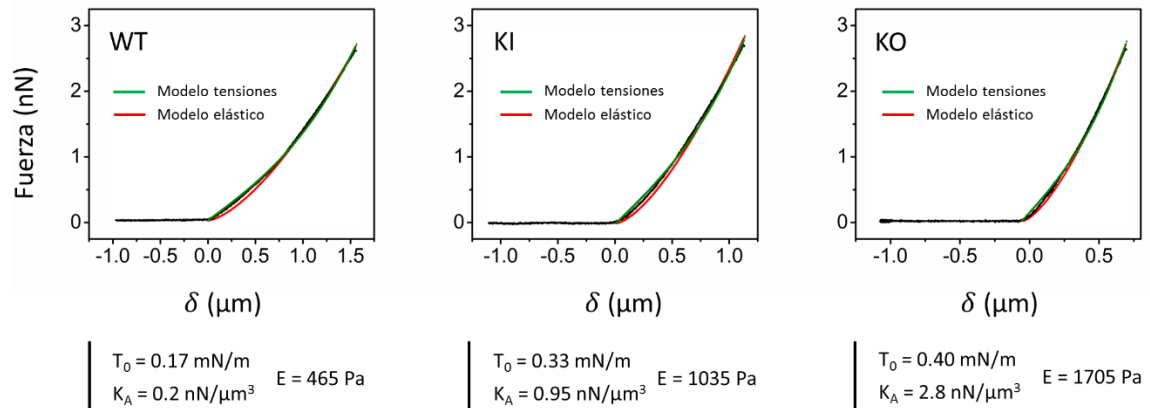 WT
Modelo tensiones
Modelo elástico
Fuerza (nN)
3
2
1
0
-1.0 -0.5 0.0 0.5 1.0 1.5
δ (μm)
KI
Modelo tensiones
Modelo elástico
3
2
1
0
-1.0 -0.5 0.0 0.5 1.0
δ (μm)
KO
Modelo tensiones
Modelo elástico
3
2
1
0
-1.0 -0.5 0.0 0.5
δ (μm)
T₀ = 0.17 mN/m
K_A = 0.2 nN/μm³
E = 465 Pa
T₀ = 0.33 mN/m
K_A = 0.95 nN/μm³
E = 1035 Pa
T₀ = 0.40 mN/m
K_A = 2.8 nN/μm³
E = 1705 Pa